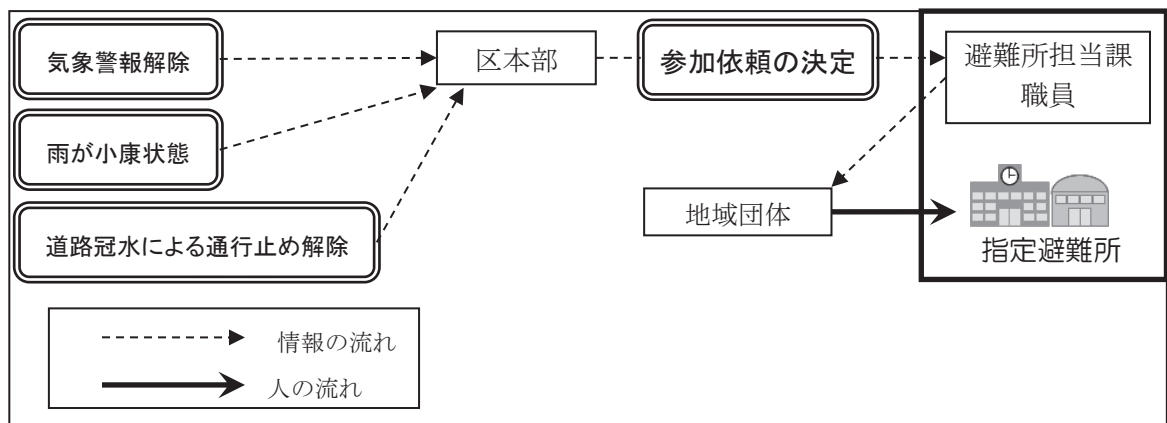 気象警報解除
区本部
参加依頼の決定
避難所担当課
職員
雨が小康状態
地域団体
道路冠水による通行止め解除
指定避難所
情報の流れ
人の流れ